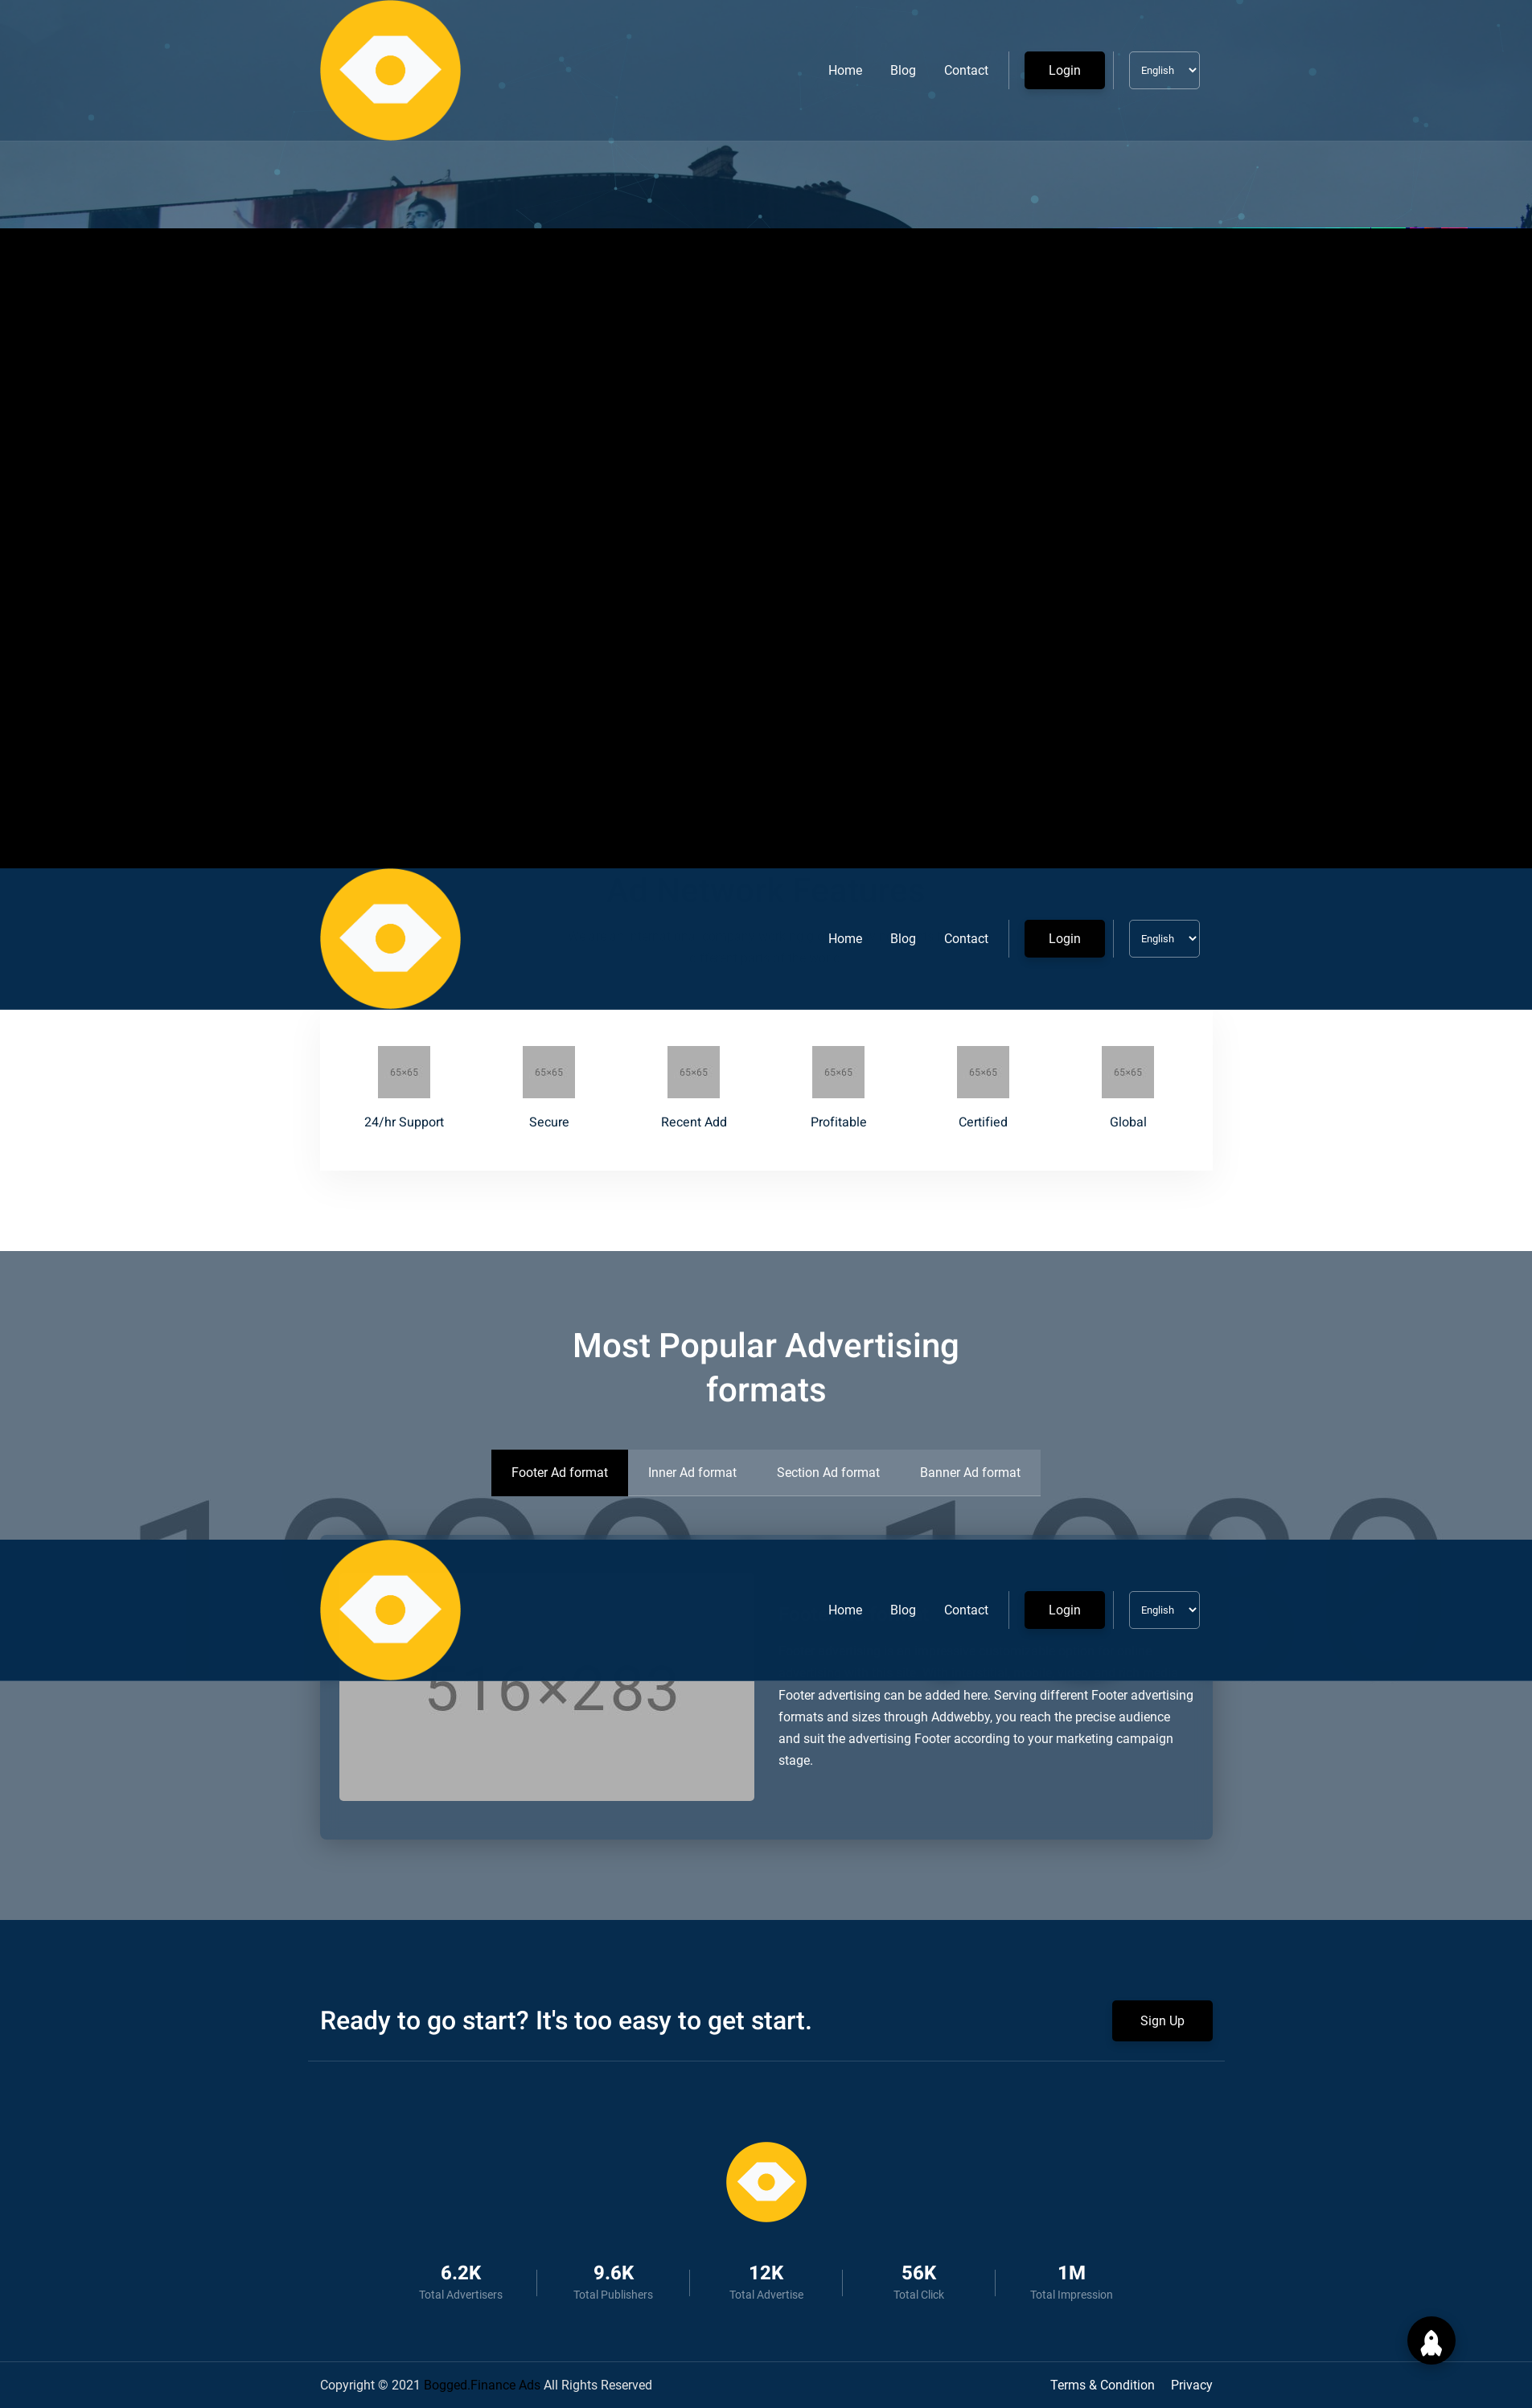 Home Blog Contact Login English
Home Blog Contact Login English
65×65 65×65 65×65 65×65 65×65 65×65
24/hr Support Secure Recent Add Profitable Certified Global
Most Popular Advertising
formats
Footer Ad format Inner Ad format Section Ad format Banner Ad format
Home Blog Contact Login English
516×283
Footer advertising can be added here. Serving different Footer advertising
formats and sizes through Addwebby, you reach the precise audience
and suit the advertising Footer according to your marketing campaign
stage.
Ready to go start? It's too easy to get start.
Sign Up
6.2K 9.6K 12K 56K 1M
Total Advertisers Total Publishers Total Advertise Total Click Total Impression
Copyright © 2021 Bogged.Finance Ads All Rights Reserved
Terms & Condition Privacy